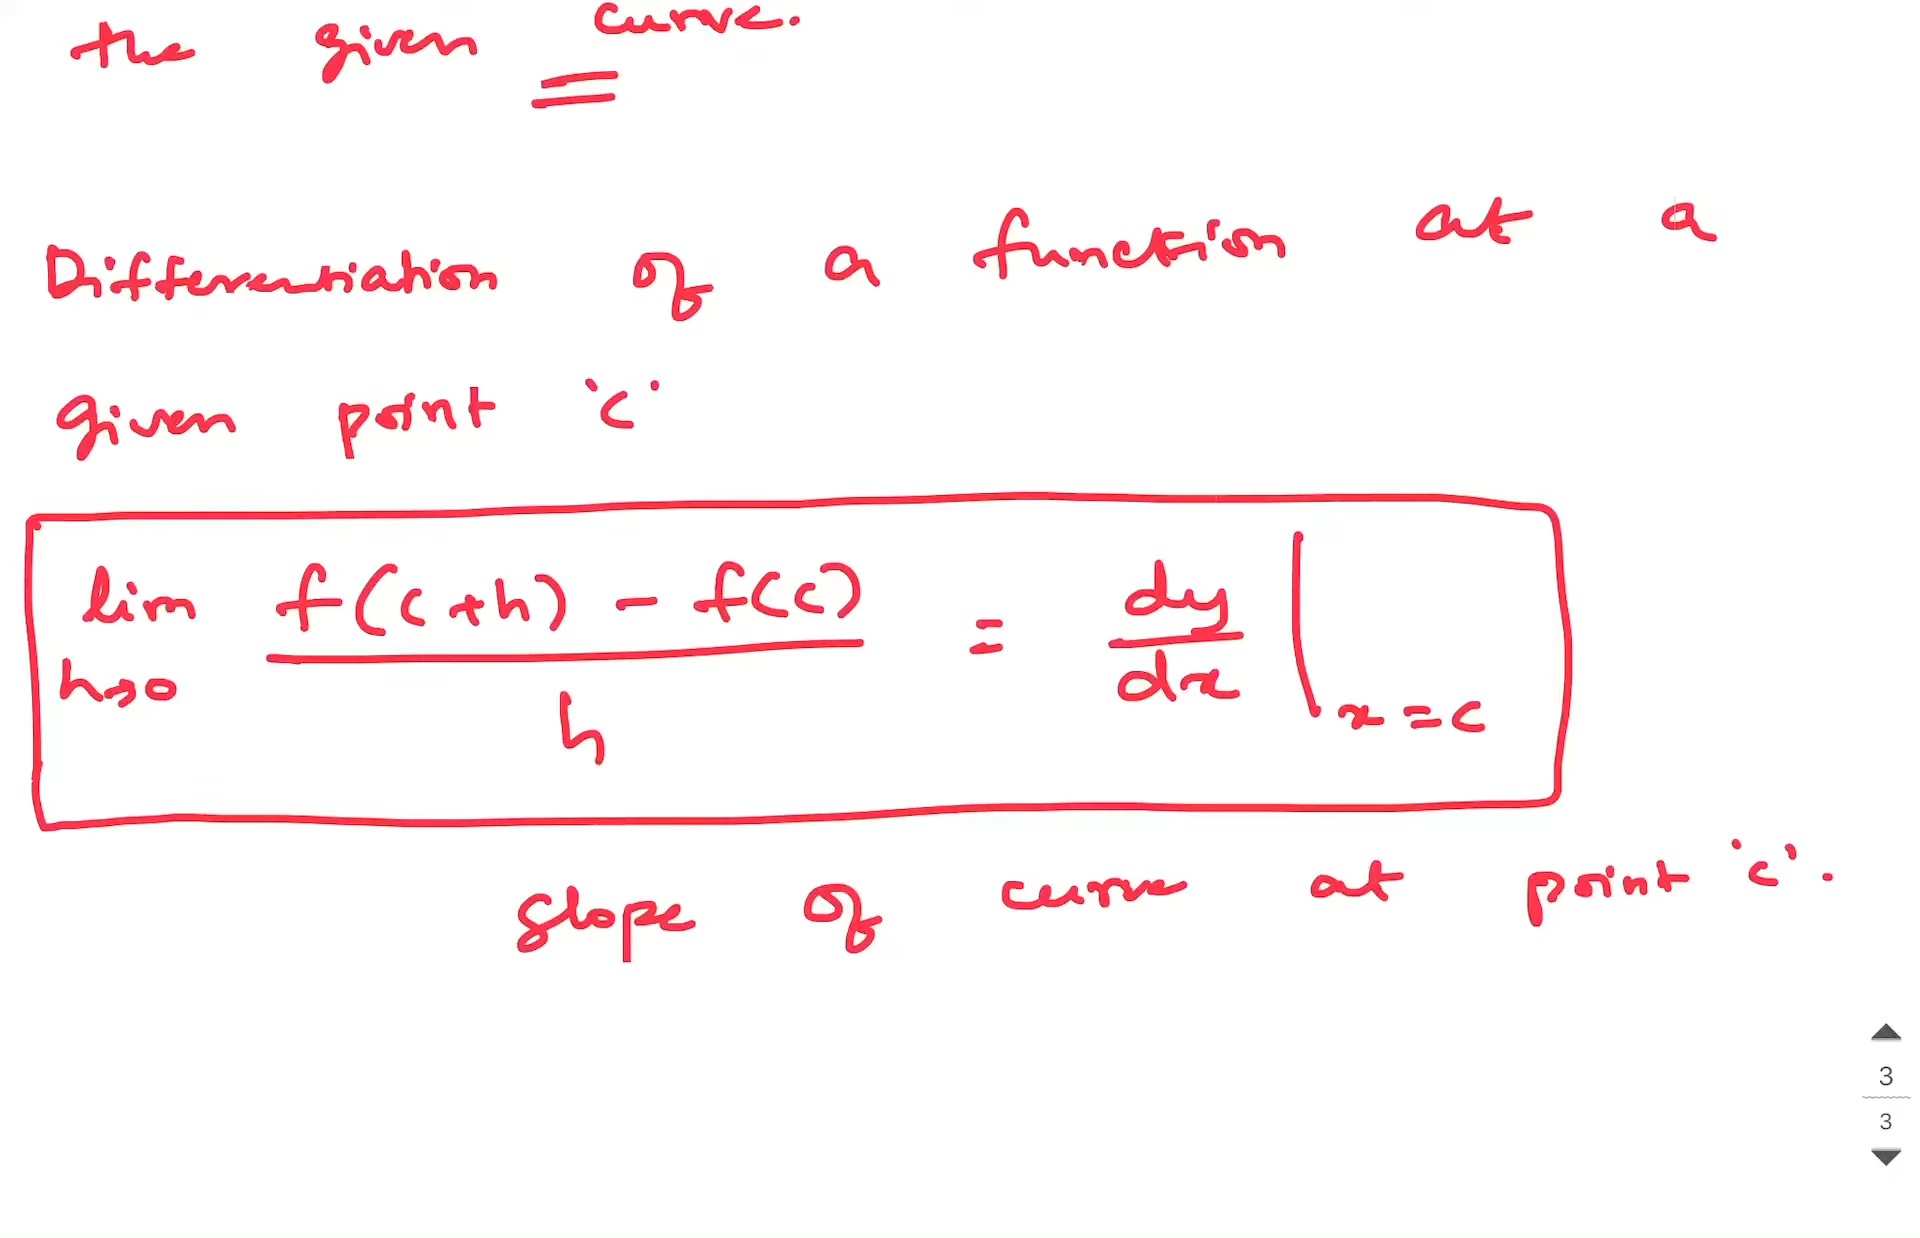 the given curve.
Differentiation of a function at a
given point 'c'
lim h→0 f(c+h) - f(c) / h = dy/dx | x=c
slope of curve at point 'c'.
3
3